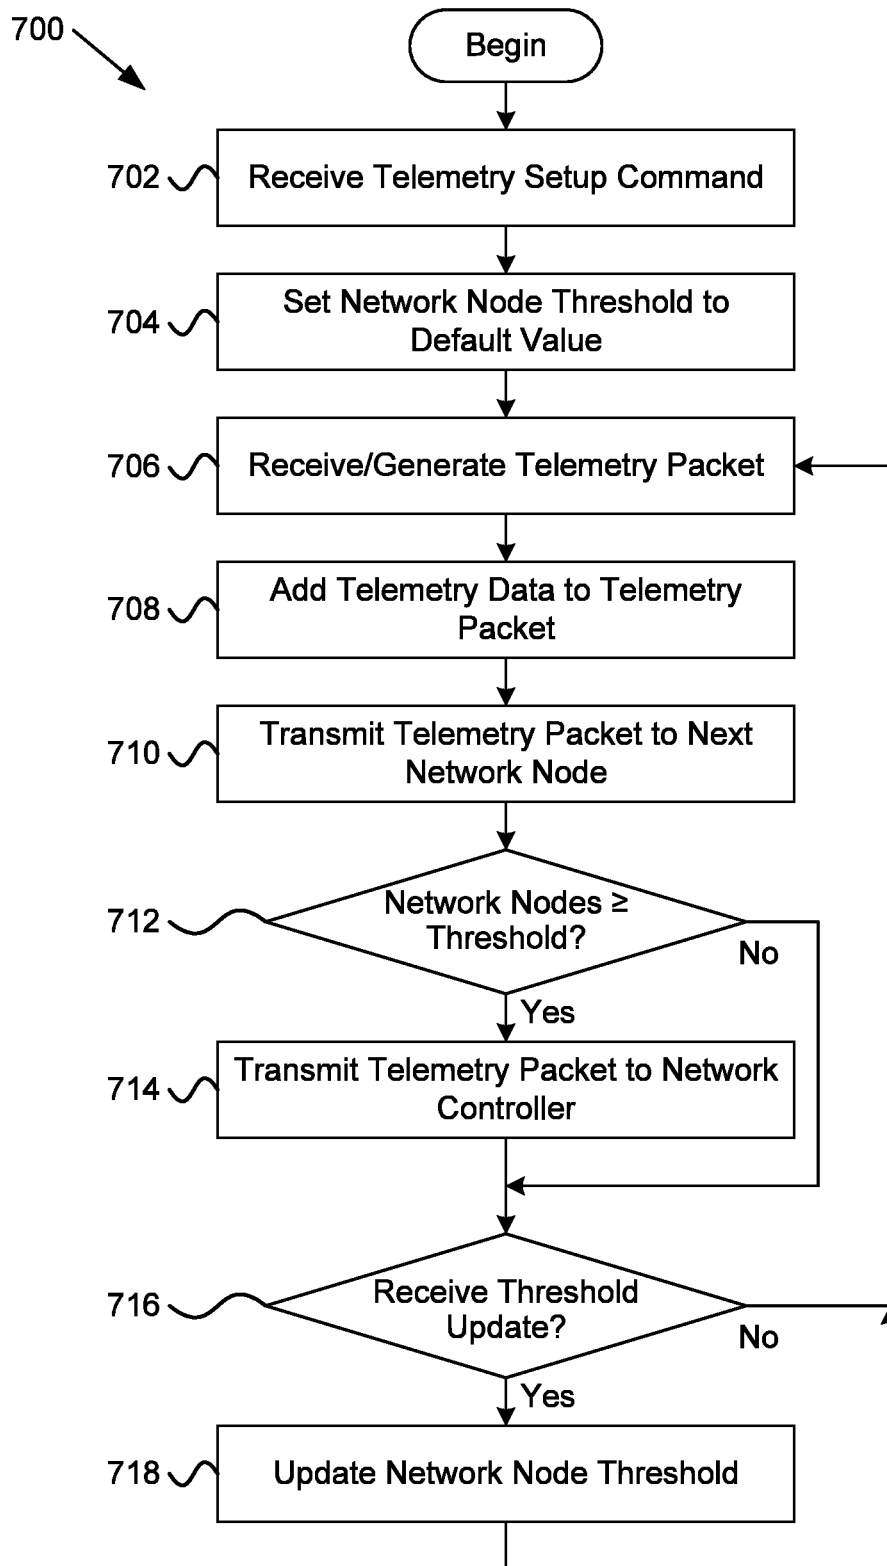 700
Begin
702
Receive Telemetry Setup Command
704
Set Network Node Threshold to
Default Value
706
Receive/Generate Telemetry Packet
708
Add Telemetry Data to Telemetry
Packet
710
Transmit Telemetry Packet to Next
Network Node
712
Network Nodes ≥
Threshold?
No
Yes
714
Transmit Telemetry Packet to Network
Controller
716
Receive Threshold
Update?
No
Yes
718
Update Network Node Threshold